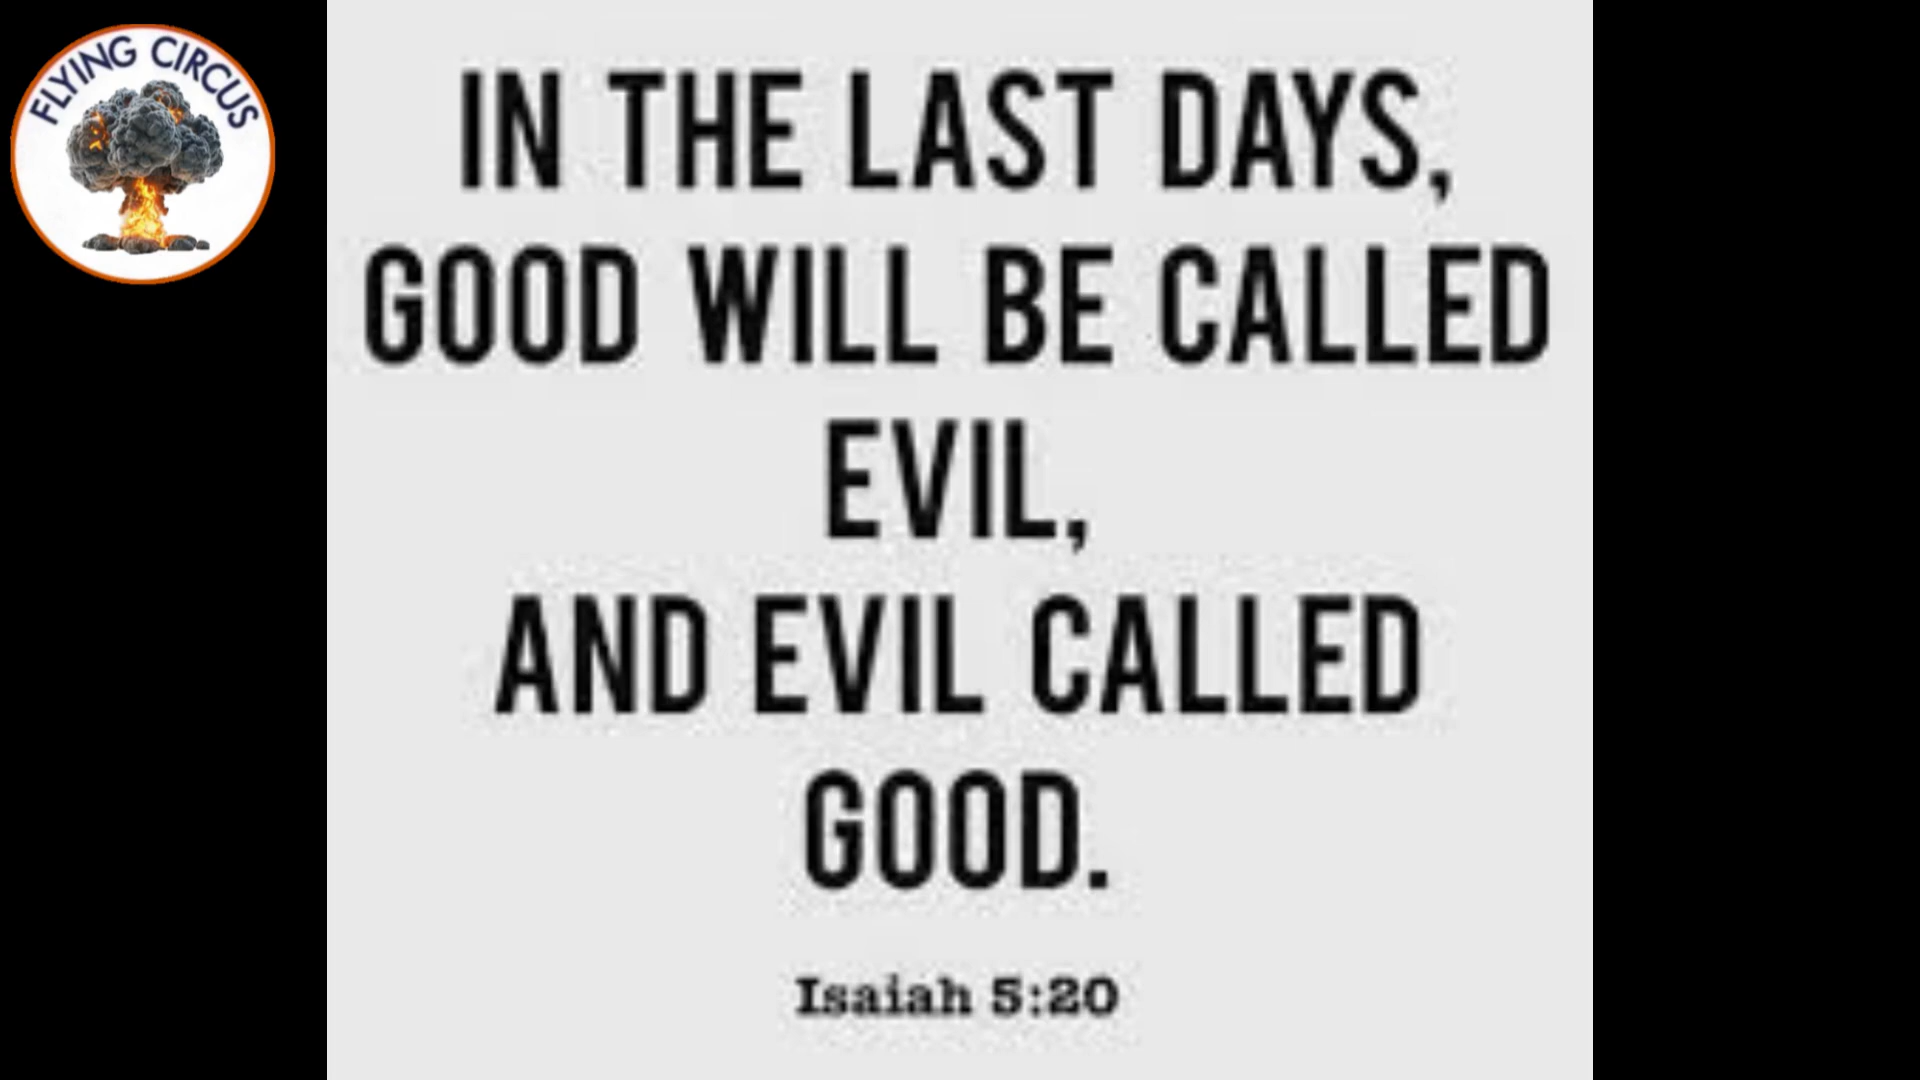 FLYING CIRCUS
IN THE LAST DAYS,
GOOD WILL BE CALLED
EVIL,
AND EVIL CALLED
GOOD.
Isaiah 5:20